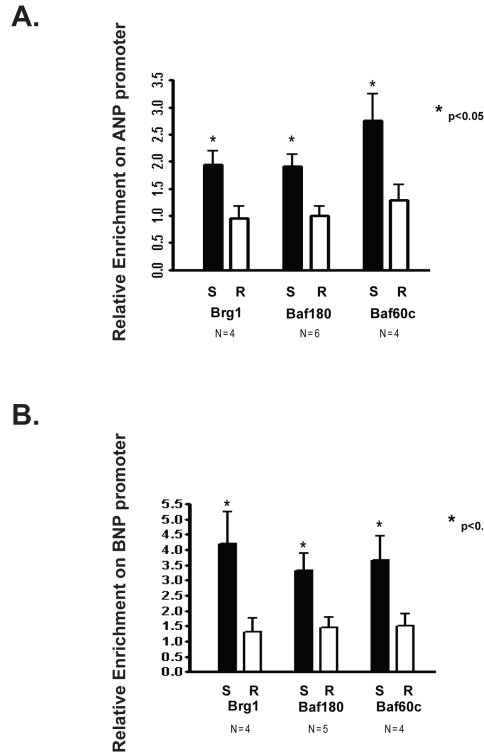 A.
Relative Enrichment on ANP promoter
3.5
3.0
2.5
2.0
1.5
1.0
0.5
0.0
* * *
* p<0.05
S R S R S R
Brg1 Baf180 Baf60c
N=4 N=6 N=4
B.
Relative Enrichment on BNP promoter
5.5
5.0
4.5
4.0
3.5
3.0
2.5
2.0
1.5
1.0
0.5
0.0
* * *
* p<0.
S R S R S R
Brg1 Baf180 Baf60c
N=4 N=5 N=4